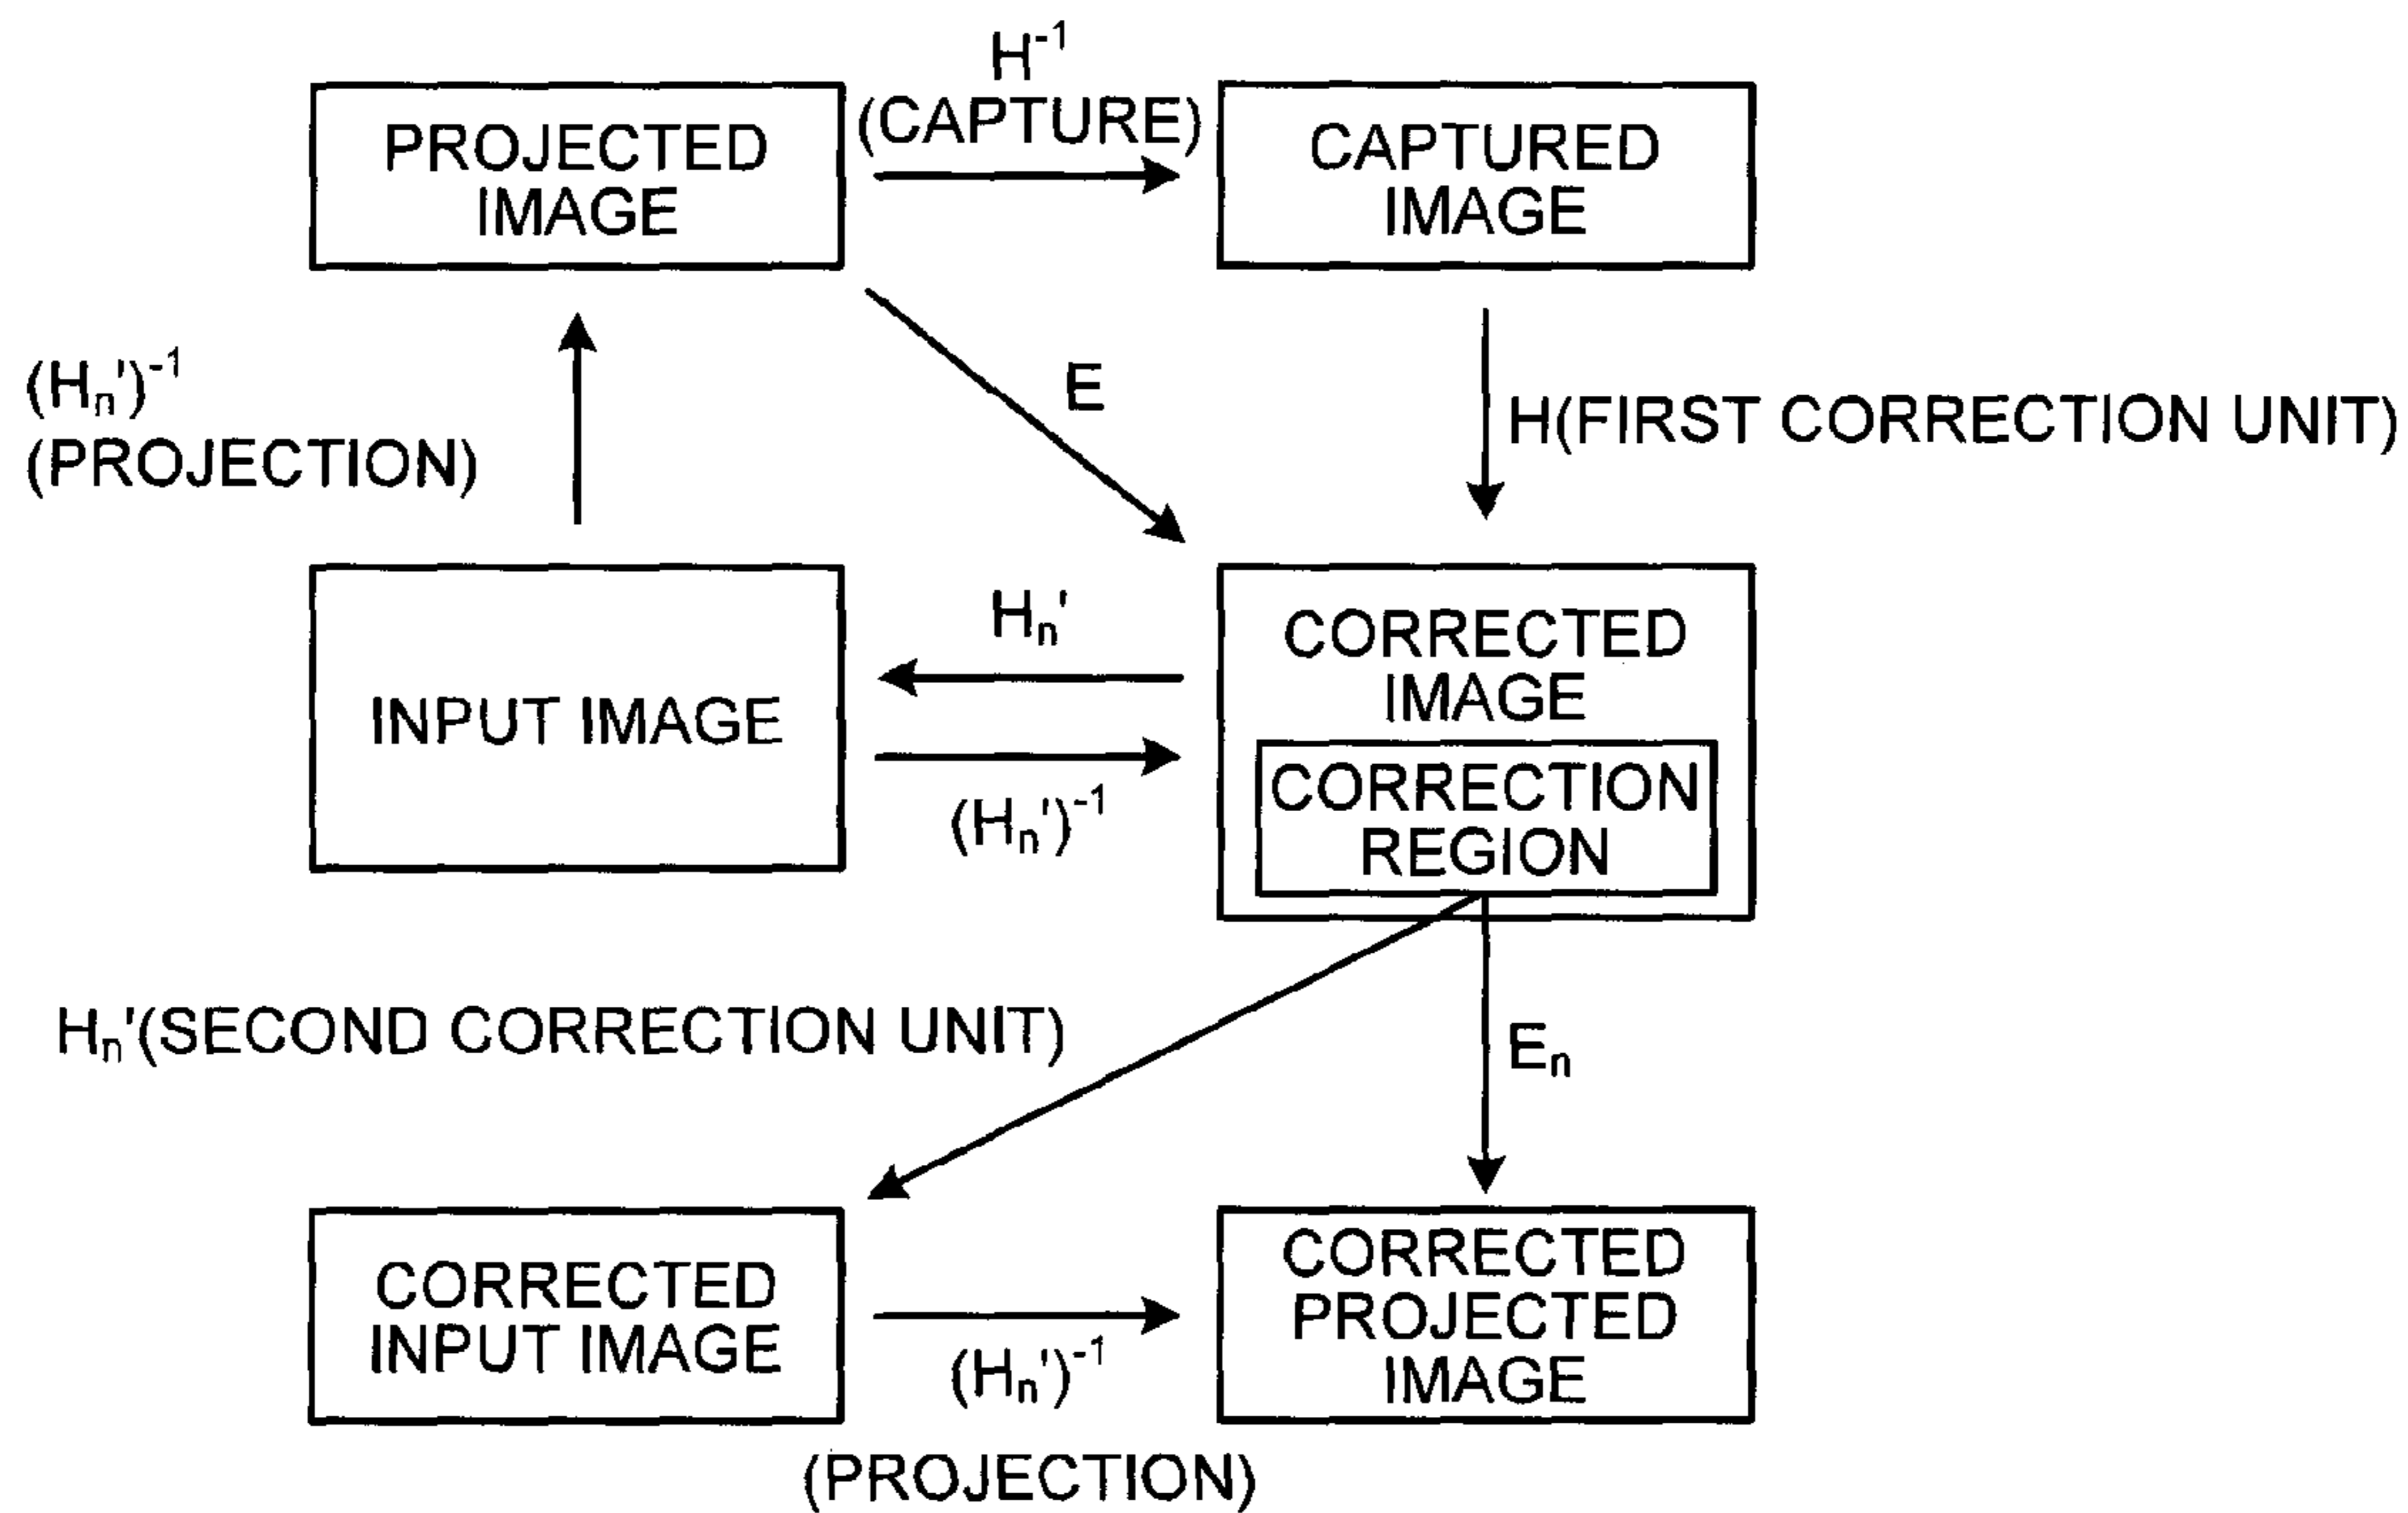 H⁻¹
(CAPTURE)
PROJECTED
IMAGE
CAPTURED
IMAGE
(Hn')⁻¹
(PROJECTION)
E
H(FIRST CORRECTION UNIT)
INPUT IMAGE
Hn'
(Hn')⁻¹
CORRECTED
IMAGE
CORRECTION
REGION
Hn'(SECOND CORRECTION UNIT)
En
CORRECTED
INPUT IMAGE
(Hn')⁻¹
(PROJECTION)
CORRECTED
PROJECTED
IMAGE